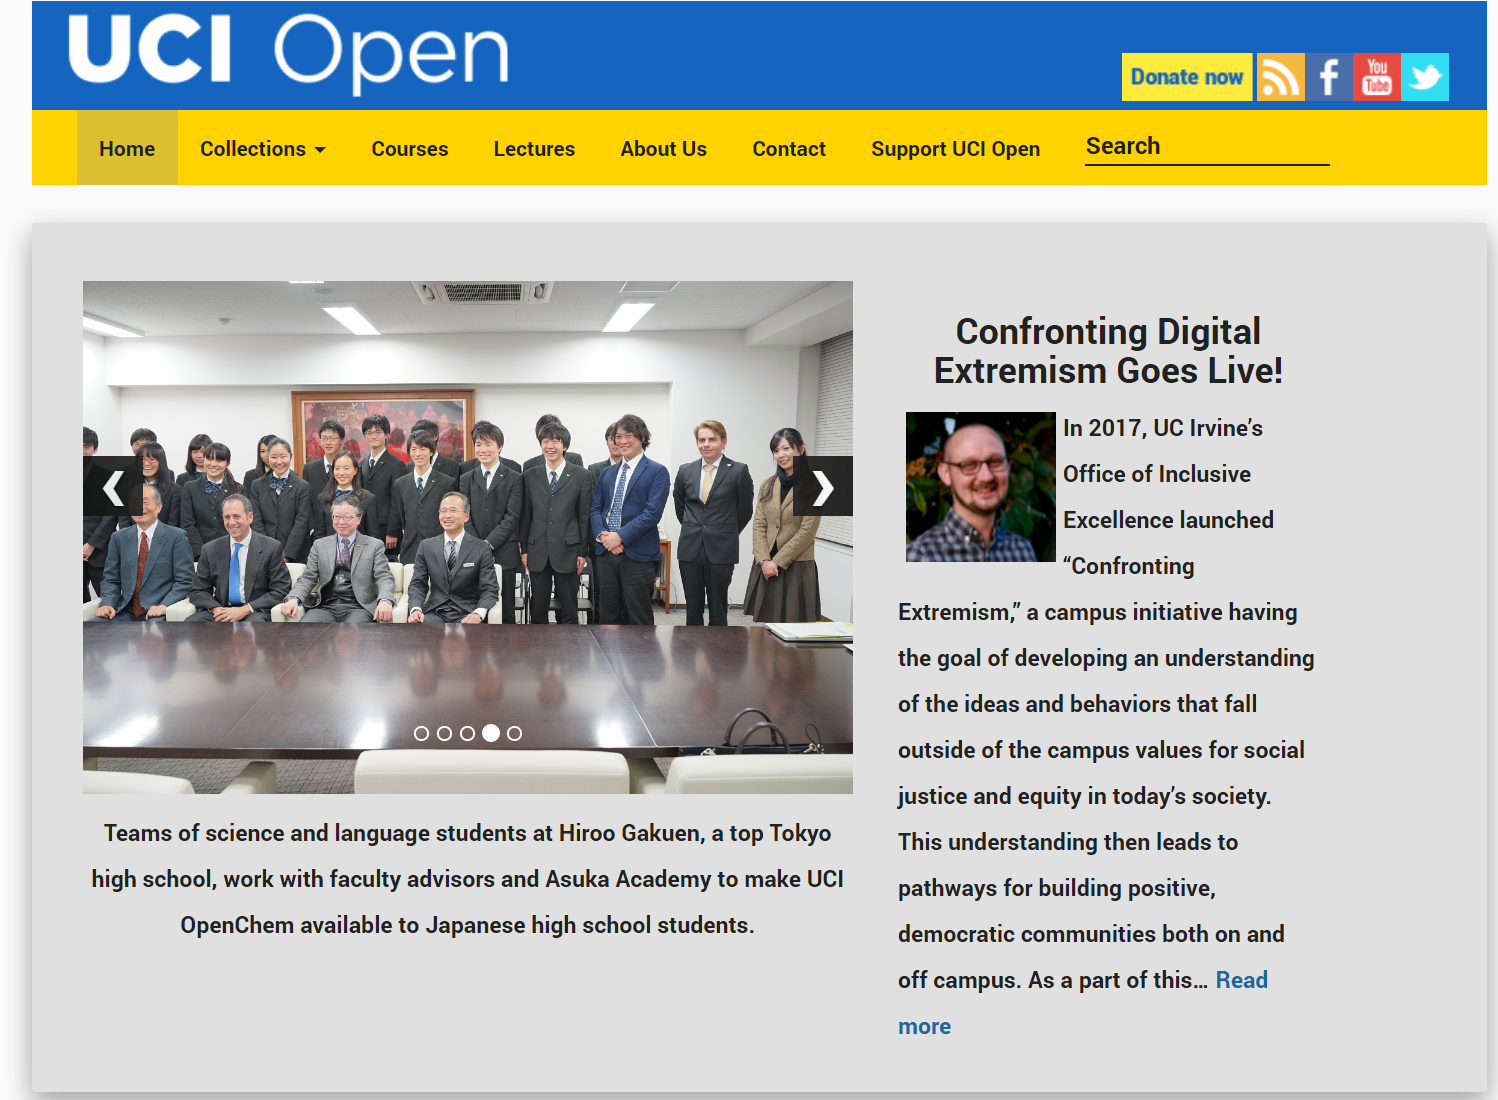 UCI Open
Donate now
You
Tube
Home Collections Courses Lectures About Us Contact Support UCI Open Search
Teams of science and language students at Hiroo Gakuen, a top Tokyo
high school, work with faculty advisors and Asuka Academy to make UCI
OpenChem available to Japanese high school students.
Confronting Digital
Extremism Goes Live!
In 2017, UC Irvine’s
Office of Inclusive
Excellence launched
“Confronting
Extremism,” a campus initiative having
the goal of developing an understanding
of the ideas and behaviors that fall
outside of the campus values for social
justice and equity in today’s society.
This understanding then leads to
pathways for building positive,
democratic communities both on and
off campus. As a part of this… Read
more